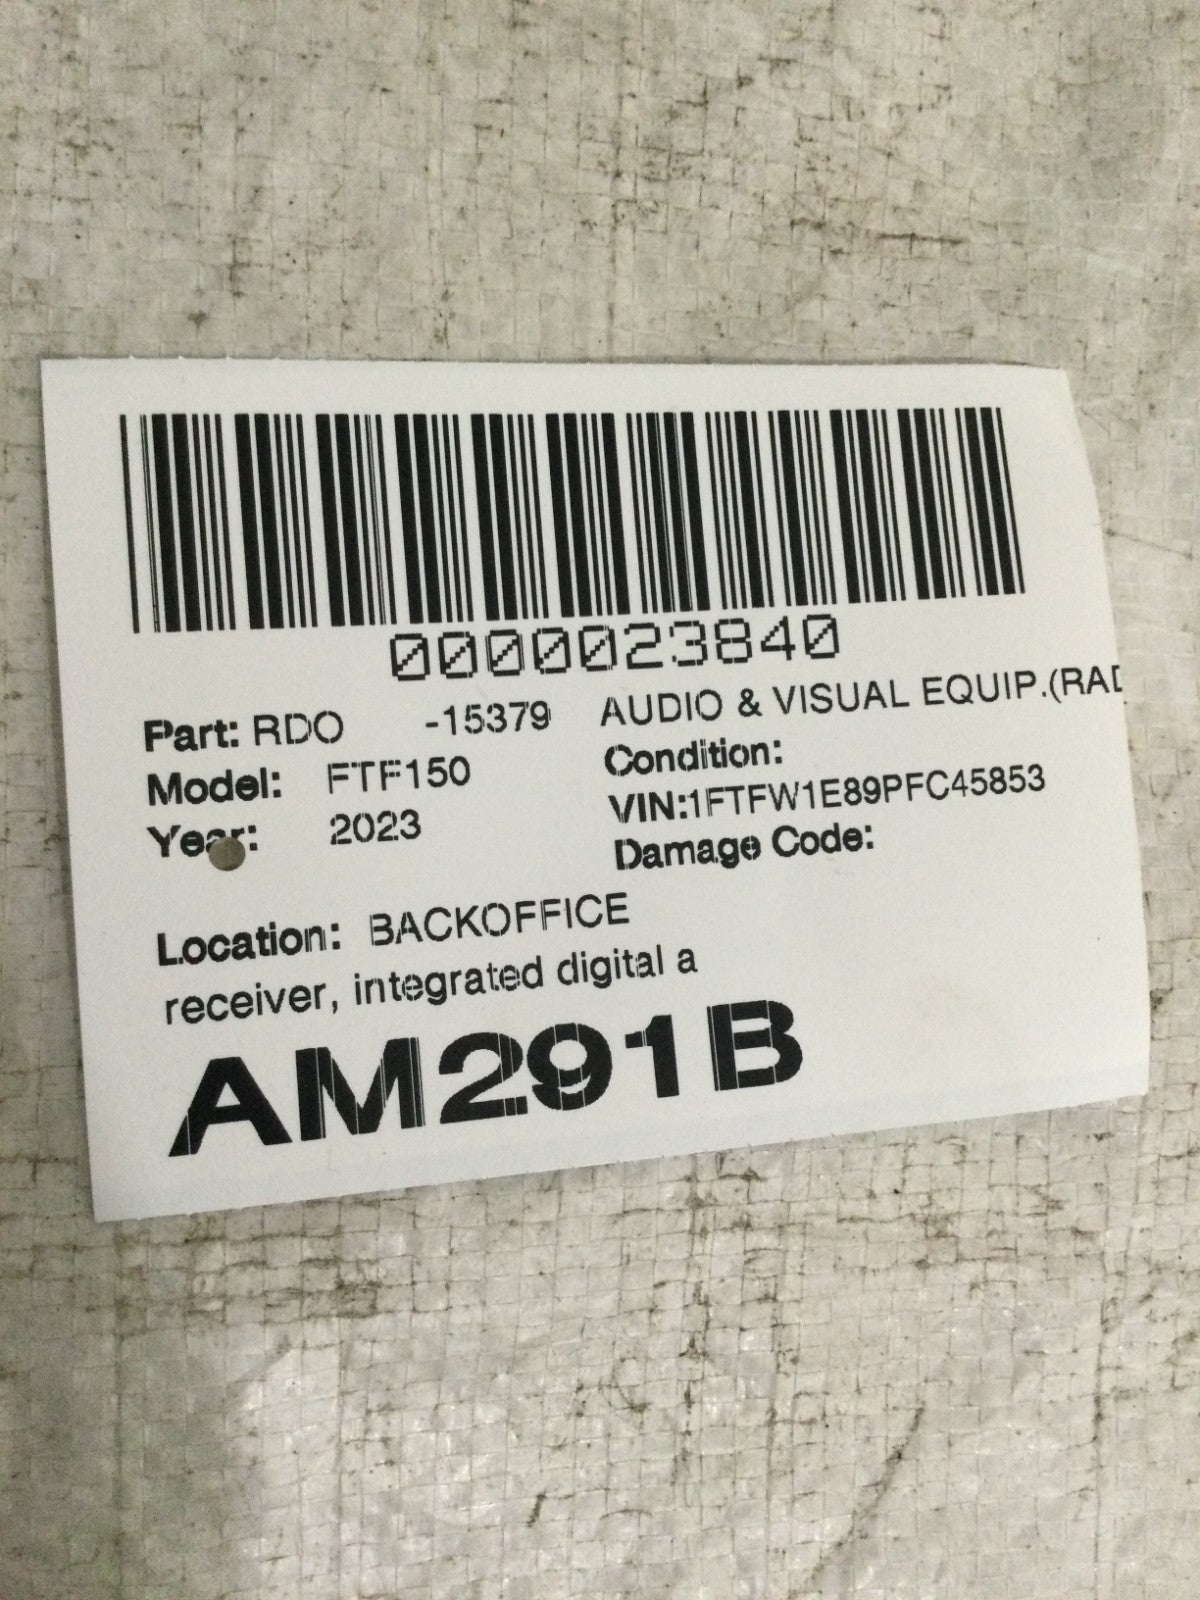 0000023840
Part: RDO -15379 AUDIO & VISUAL EQUIP.(RAD
Model: FTF150 Condition:
VIN:1FTFW1E89PFC45853
Year: 2023
Damage Code:
Location: BACKOFFICE
receiver, integrated digital a
AM291B